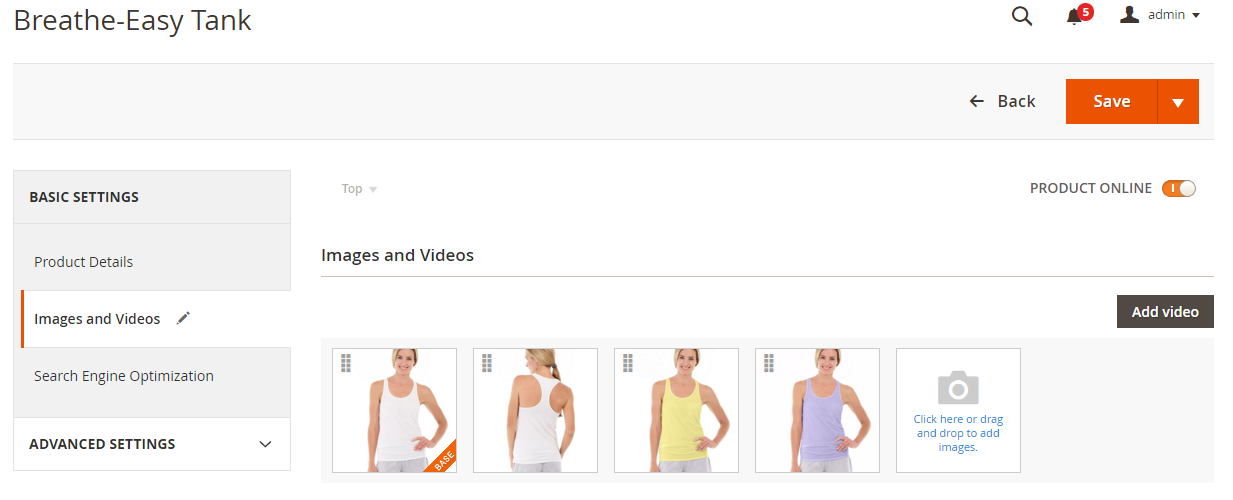 Breathe-Easy Tank
5
admin
Back
Save
BASIC SETTINGS
Top
PRODUCT ONLINE
Product Details
Images and Videos
Images and Videos
Add video
Search Engine Optimization
ADVANCED SETTINGS
BASE
Click here or drag
and drop to add
images.